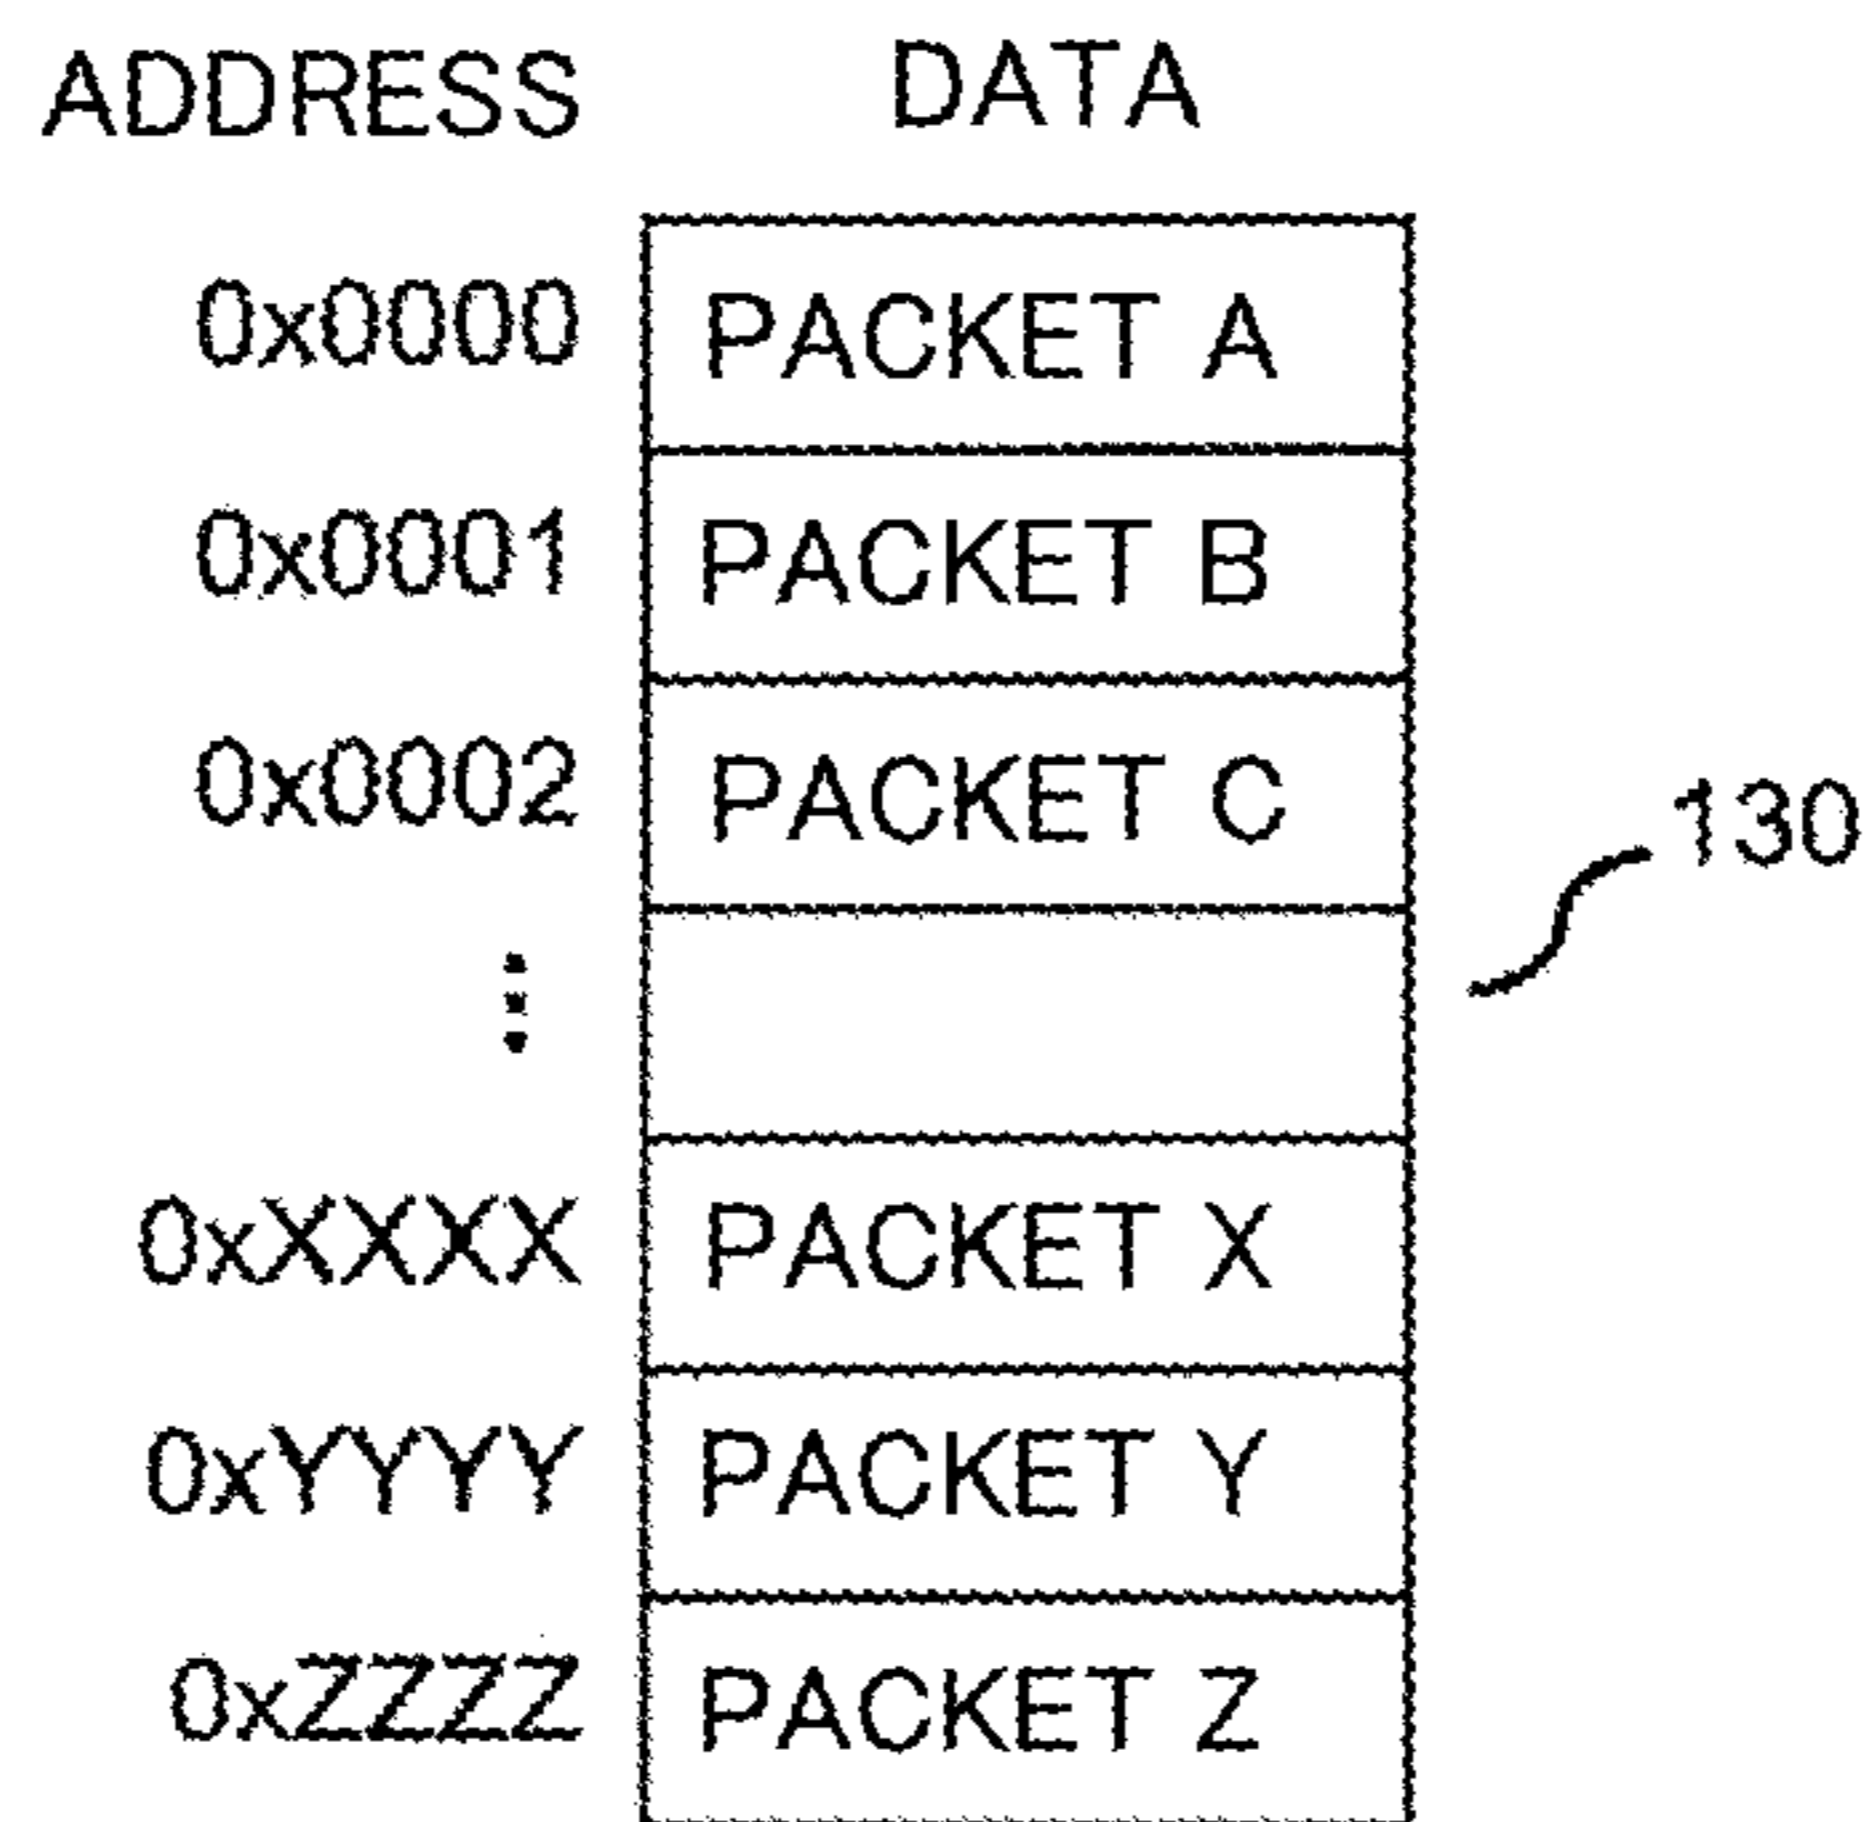 ADDRESS DATA
0x0000 PACKET A
0x0001 PACKET B
0x0002 PACKET C
130
⋮
0xXXXX PACKET X
0xYYYY PACKET Y
0xZZZZ PACKET Z